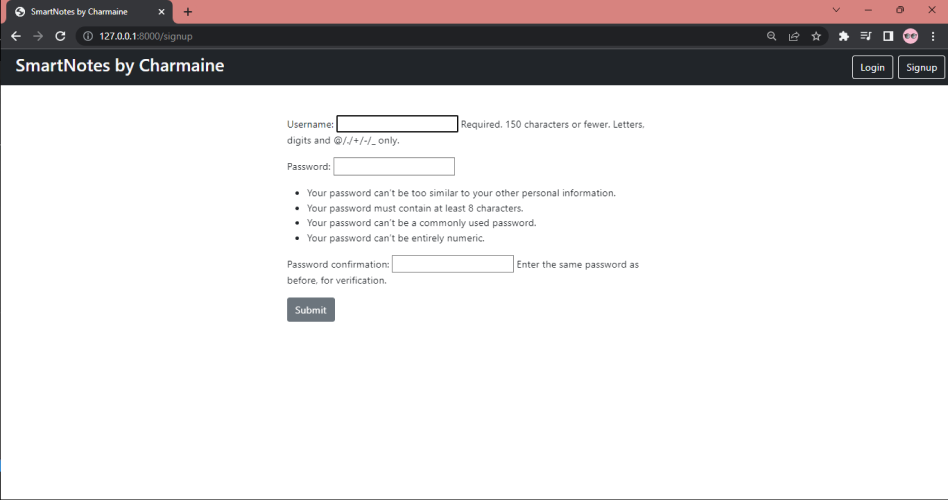 SmartNotes by Charmaine
127.0.0.1:8000/signup
SmartNotes by Charmaine
Login
Signup
Username:
Required. 150 characters or fewer. Letters,
digits and @/./+/-/_ only.
Password:
Your password can't be too similar to your other personal information.
Your password must contain at least 8 characters.
Your password can't be a commonly used password.
Your password can't be entirely numeric.
Password confirmation:
Enter the same password as
before, for verification.
Submit